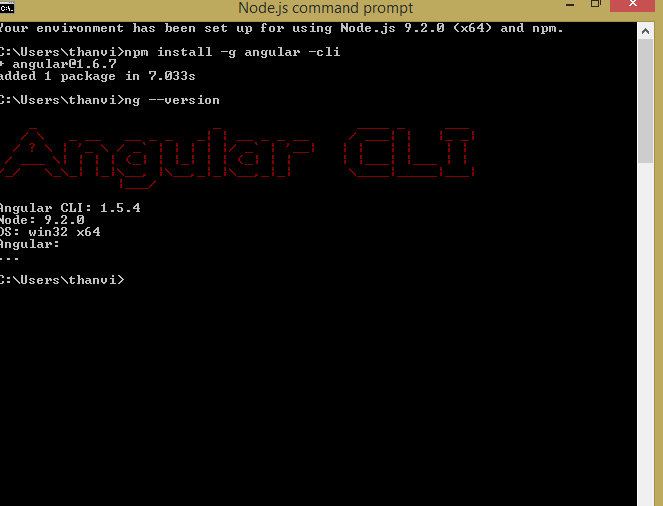 Node.js command prompt
Your environment has been set up for using Node.js 9.2.0 (x64) and npm.
C:\Users\thanvi>npm install -g angular -cli
+ angular@1.6.7
added 1 package in 7.033s
C:\Users\thanvi>ng --version
Angular CLI
Angular CLI: 1.5.4
Node: 9.2.0
OS: win32 x64
Angular:
...
C:\Users\thanvi>